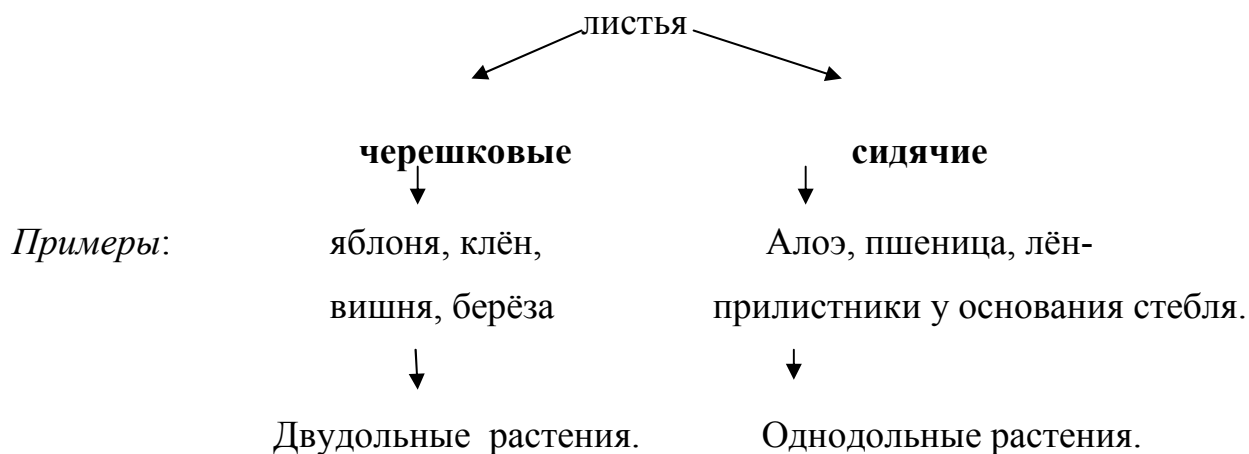 листья
черешковые сидячие
Примеры: яблоня, клён, Алоэ, пшеница, лён-
вишня, берёза прилистники у основания стебля.
Двудольные растения. Однодольные растения.